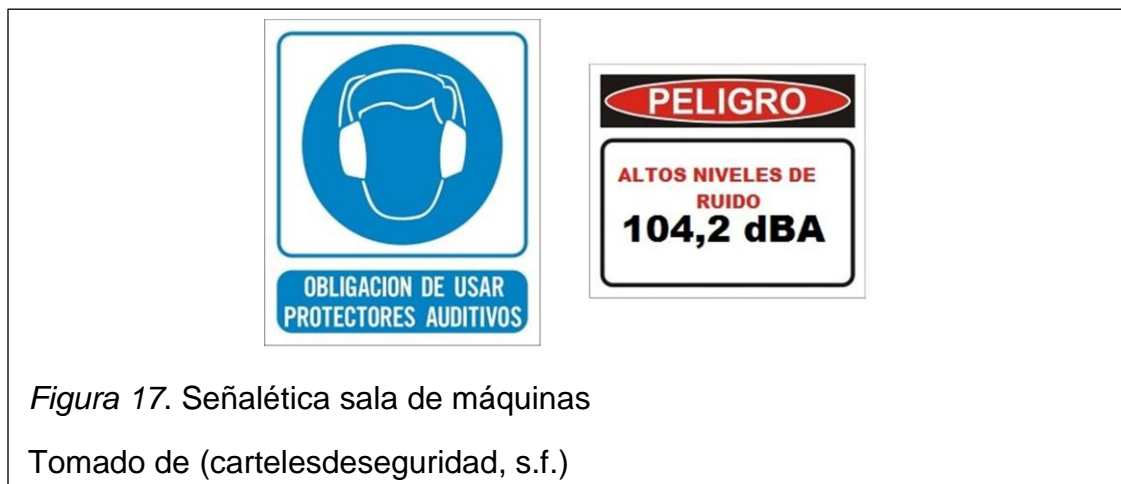 OBLIGACION DE USAR
PROTECTORES AUDITIVOS
PELIGRO
ALTOS NIVELES DE
RUIDO
104,2 dBA
Figura 17. Señalética sala de máquinas
Tomado de (cartelesdeseguridad, s.f.)